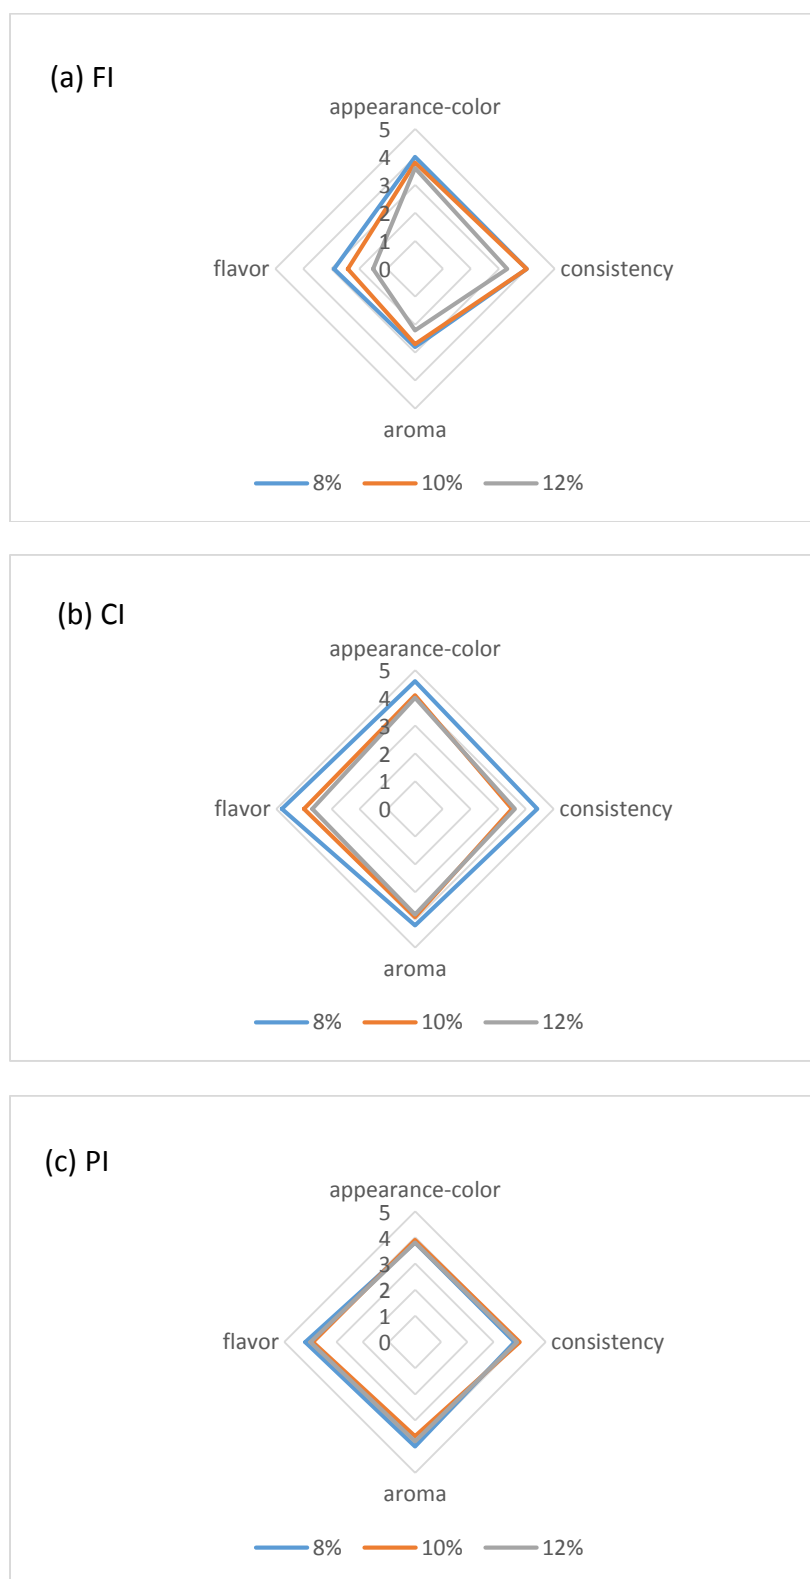 (a) FI
appearance-color
5
4
3
2
1
0
flavor
consistency
aroma
8%
10%
12%
(b) CI
appearance-color
5
4
3
2
1
0
flavor
consistency
aroma
8%
10%
12%
(c) PI
appearance-color
5
4
3
2
1
0
flavor
consistency
aroma
8%
10%
12%